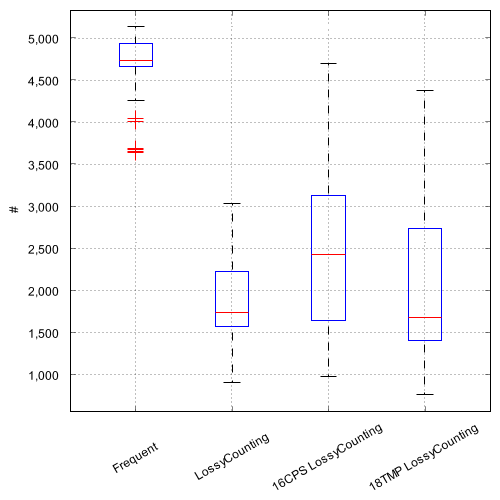 5,000
4,500
4,000
3,500
3,000
2,500
2,000
1,500
1,000
#
Frequent
LossyCounting
16CPS LossyCounting
18TMP LossyCounting